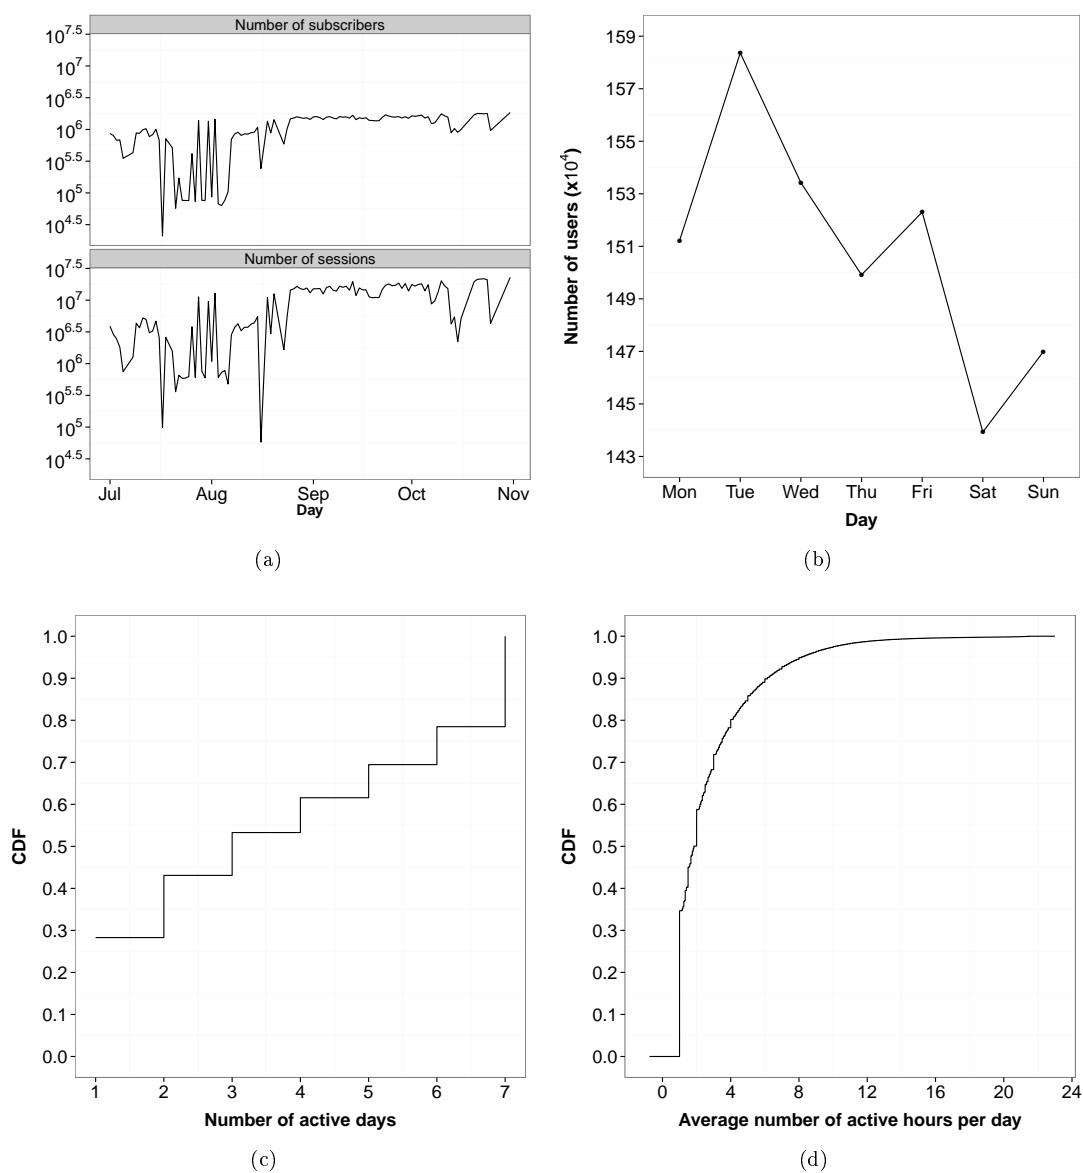 Number of subscribers
10^7.5
10^7
10^6.5
10^6
10^5.5
10^5
10^4.5
Number of sessions
10^7.5
10^7
10^6.5
10^6
10^5.5
10^5
10^4.5
Jul Aug Sep Oct Nov
Day
(a)
Number of users (x10^4)
159
157
155
153
151
149
147
145
143
Mon Tue Wed Thu Fri Sat Sun
Day
(b)
CDF
1.0
0.9
0.8
0.7
0.6
0.5
0.4
0.3
0.2
0.1
0.0
1 2 3 4 5 6 7
Number of active days
(c)
CDF
1.0
0.9
0.8
0.7
0.6
0.5
0.4
0.3
0.2
0.1
0.0
0 4 8 12 16 20 24
Average number of active hours per day
(d)